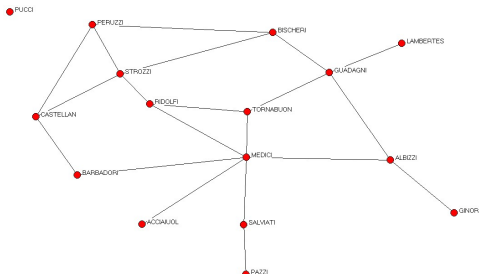 PUCCI
PERUZZI
BISCHERI
LAMBERTES
STROZZI
GUADAGNI
RIDOLFI
TORNABUON
CASTELLAN
MEDICI
ALBIZZI
BARBADORI
GINOR
ACCIAIUOL
SALVIATI
PAZZI